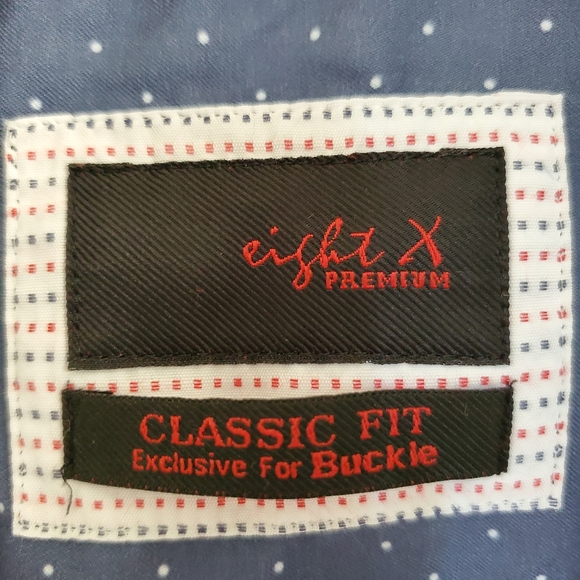 eight X
PREMIUM
CLASSIC FIT
Exclusive For Buckle